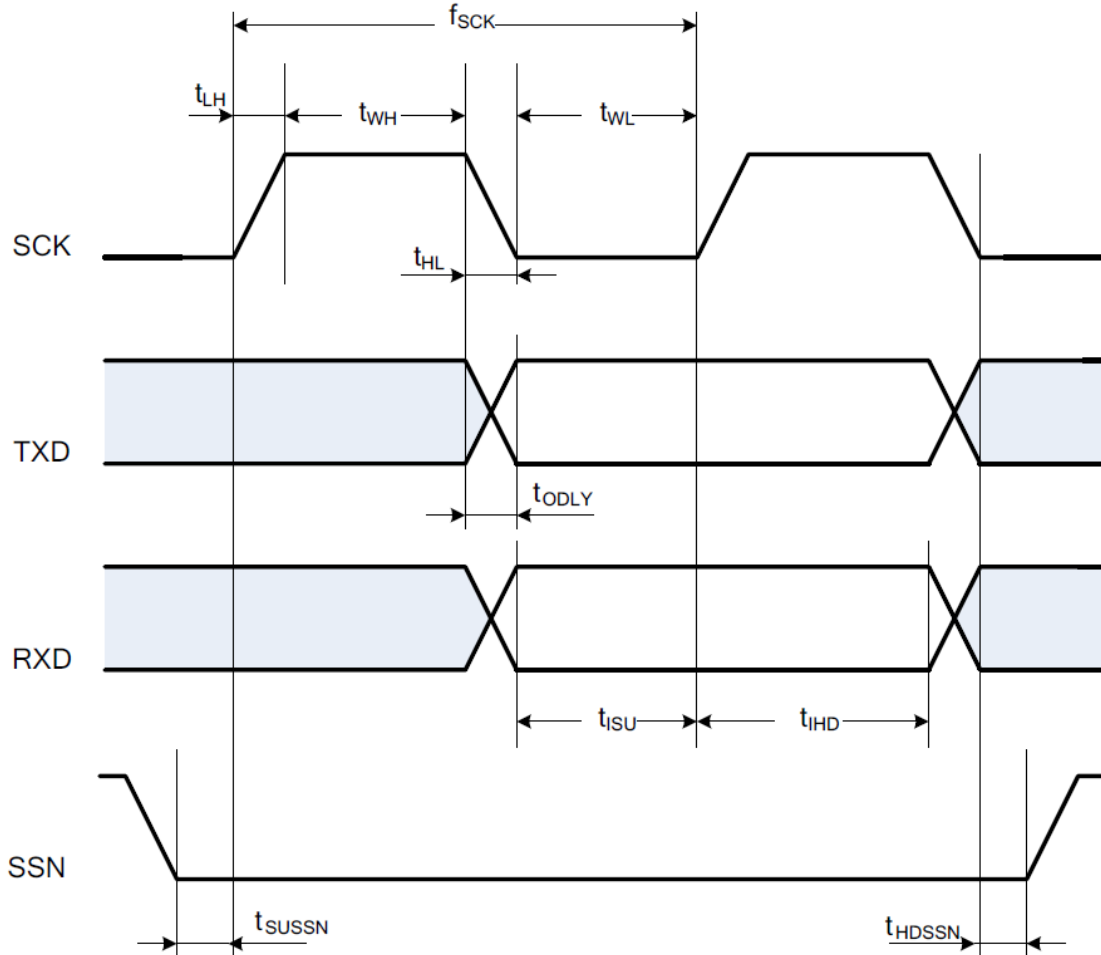 fSCK
tLH
tWH
tWL
SCK
tHL
TXD
tODLY
RXD
tISU
tIHD
SSN
tSUSSN
tHDSSN